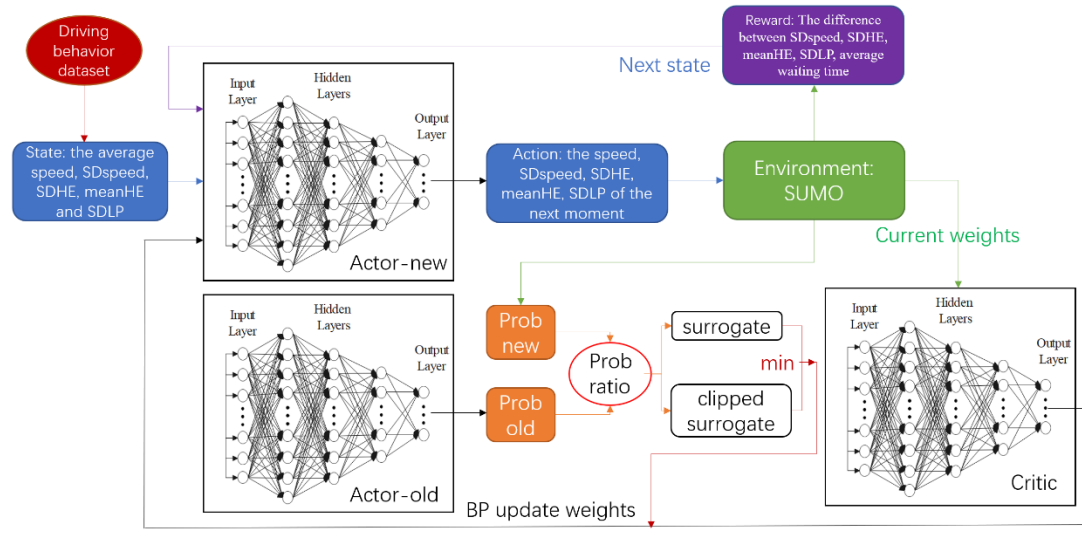 Driving
behavior
dataset
Reward: The difference
between SDspeed, SDHE,
meanHE, SDLP, average
waiting time
Next state
Input
Layer
Hidden
Layers
Output
Layer
State: the average
speed, SDspeed,
SDHE, meanHE
and SDLP
Action: the speed,
SDspeed, SDHE,
meanHE, SDLP of the
next moment
Environment:
SUMO
Actor-new
Current weights
Input
Layer
Hidden
Layers
Output
Layer
Prob
new
Prob
old
Prob
ratio
surrogate
min
clipped
surrogate
Input
Layer
Hidden
Layers
Output
Layer
Actor-old
Critic
BP update weights